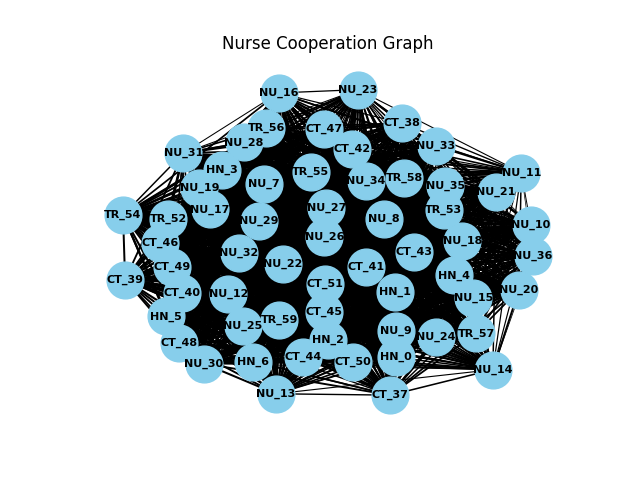 Nurse Cooperation Graph
NU_16
NU_23
CT_38
TR_56
CT_47
NU_28
CT_42
NU_33
NU_31
HN_3
TR_55
NU_11
NU_7
NU_34
TR_58
NU_35
NU_19
NU_21
NU_17
NU_27
TR_53
TR_54
TR_52
NU_29
NU_8
NU_10
CT_46
NU_26
NU_18
NU_32
CT_43
NU_36
CT_49
NU_22
CT_41
HN_4
CT_39
CT_40
NU_12
CT_51
HN_1
NU_15
NU_20
HN_5
NU_25
TR_59
CT_45
NU_9
TR_57
CT_48
HN_2
NU_24
NU_30
HN_6
CT_44
CT_50
HN_0
NU_14
NU_13
CT_37